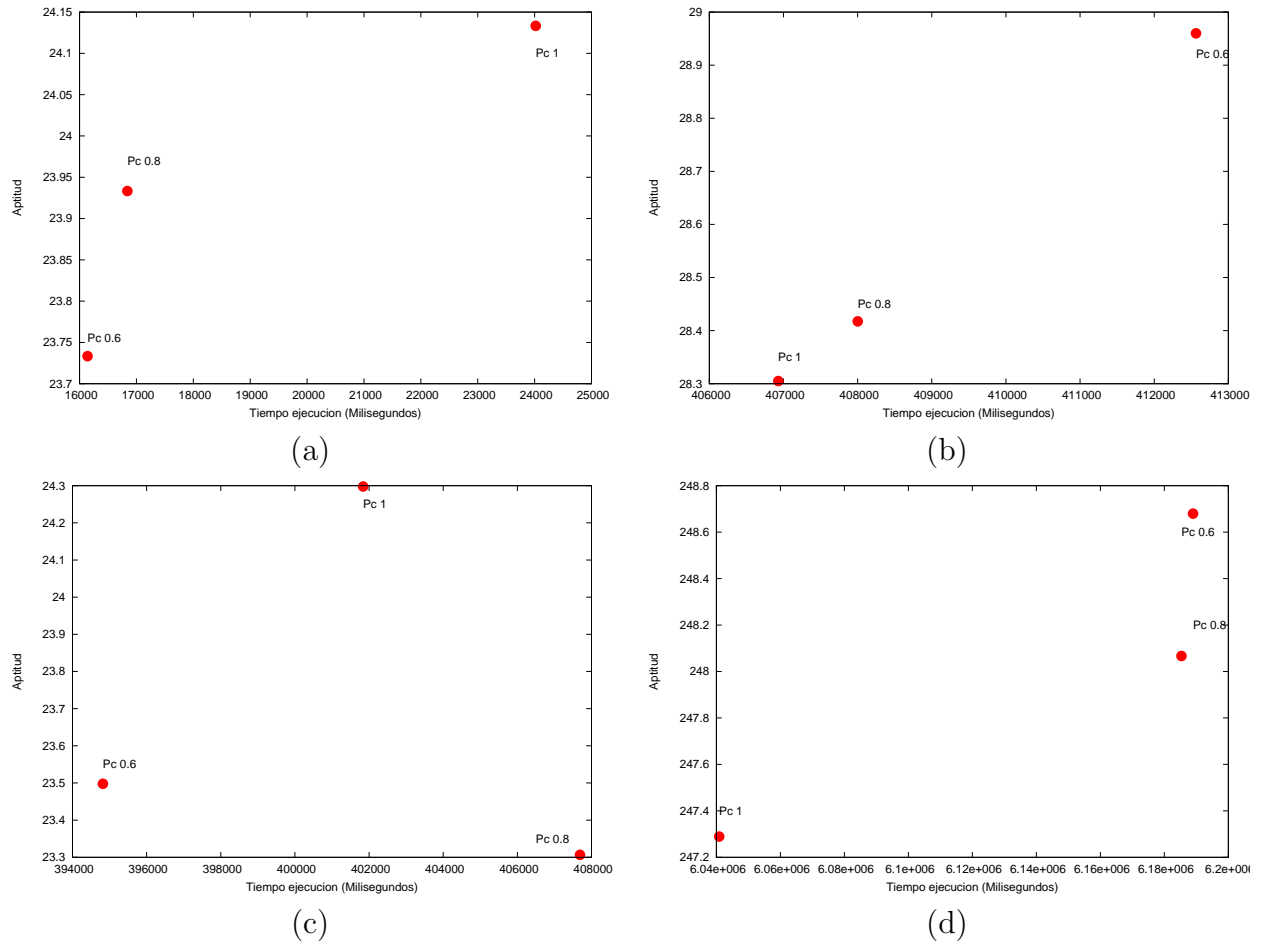 24.15
24.1
24.05
24
23.95
23.9
23.85
23.8
23.75
23.7
Aptitud
Pc 1
Pc 0.8
Pc 0.6
16000 17000 18000 19000 20000 21000 22000 23000 24000 25000
Tiempo ejecucion (Milisegundos)
(a)
29
28.9
28.8
28.7
28.6
28.5
28.4
28.3
Aptitud
Pc 0.6
Pc 0.8
Pc 1
406000 407000 408000 409000 410000 411000 412000 413000
Tiempo ejecucion (Milisegundos)
(b)
24.3
24.2
24.1
24
23.9
23.8
23.7
23.6
23.5
23.4
23.3
Aptitud
Pc 1
Pc 0.6
Pc 0.8
394000 396000 398000 400000 402000 404000 406000 408000
Tiempo ejecucion (Milisegundos)
(c)
248.8
248.6
248.4
248.2
248
247.8
247.6
247.4
247.2
Aptitud
Pc 0.6
Pc 0.8
Pc 1
6.04e+006 6.06e+006 6.08e+006 6.1e+006 6.12e+006 6.14e+006 6.16e+006 6.18e+006 6.2e+00
Tiempo ejecucion (Milisegundos)
(d)